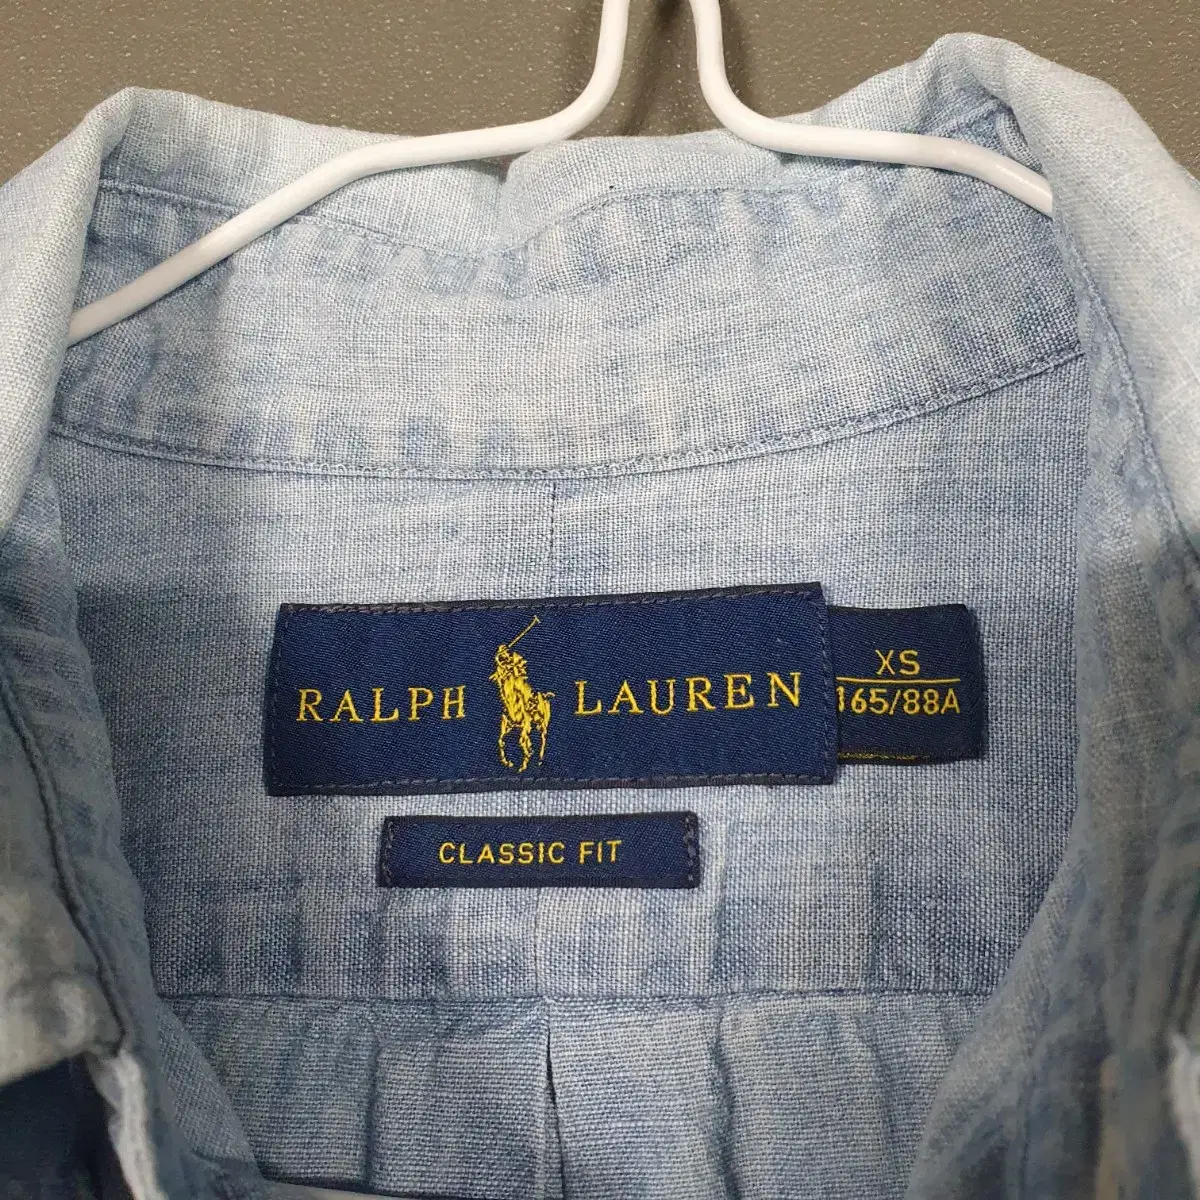 RALPH LAUREN
XS
165/88A
CLASSIC FIT